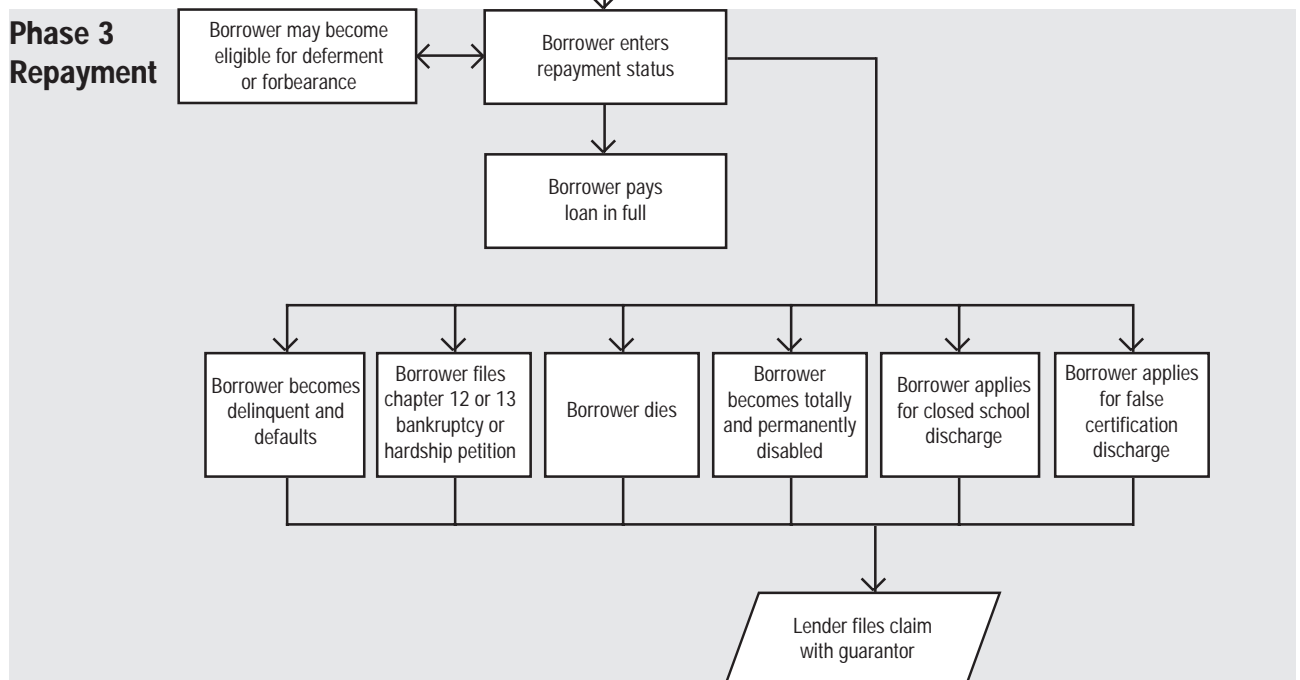 Phase 3
Repayment
Borrower may become
eligible for deferment
or forbearance
Borrower enters
repayment status
Borrower pays
loan in full
Borrower becomes
delinquent and
defaults
Borrower files
chapter 12 or 13
bankruptcy or
hardship petition
Borrower dies
Borrower
becomes totally
and permanently
disabled
Borrower applies
for closed school
discharge
Borrower applies
for false
certification
discharge
Lender files claim
with guarantor